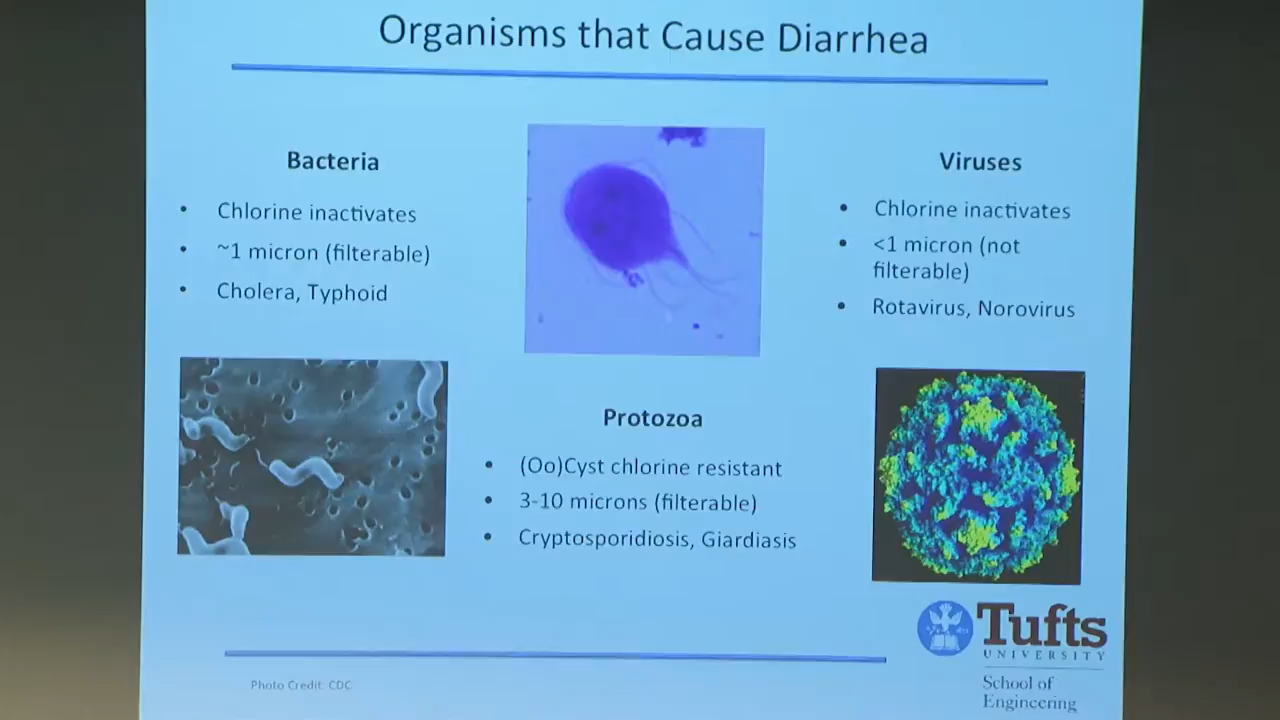 Organisms that Cause Diarrhea
Bacteria
• Chlorine inactivates
• ~1 micron (filterable)
• Cholera, Typhoid
Viruses
• Chlorine inactivates
• <1 micron (not
filterable)
• Rotavirus, Norovirus
Protozoa
• (Oo)Cyst chlorine resistant
• 3-10 microns (filterable)
• Cryptosporidiosis, Giardiasis
Photo Credit: CDC
Tufts
UNIVERSITY
School of
Engineering